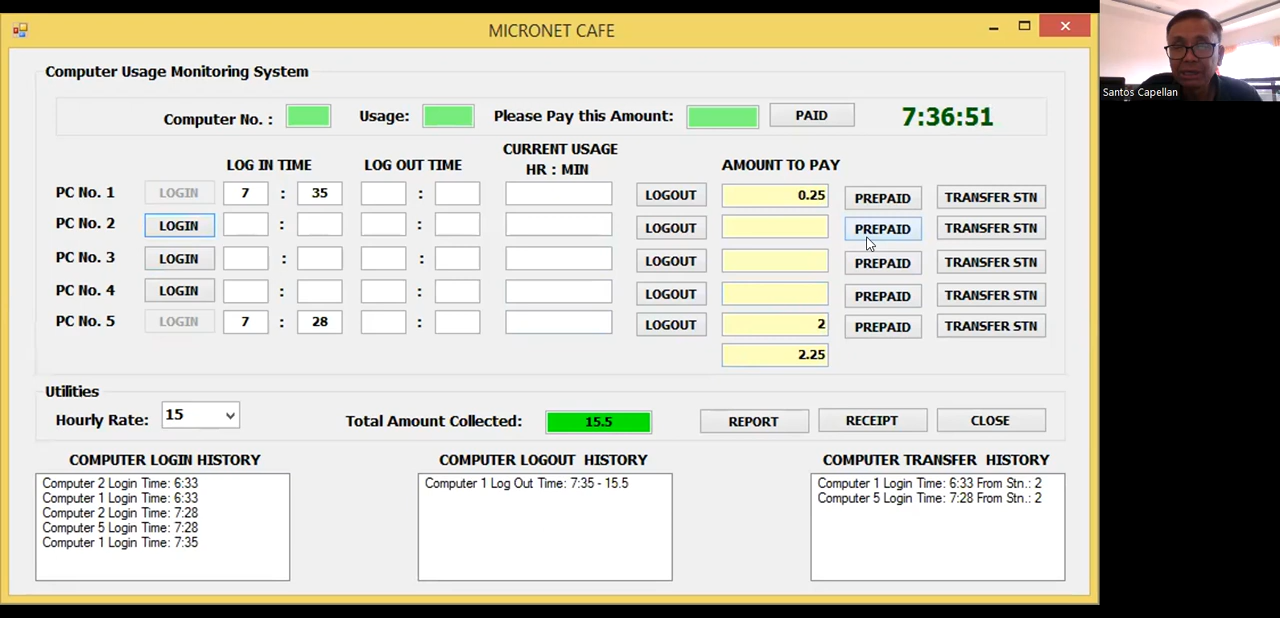 MICRONET CAFE
Santos Capellan
Computer Usage Monitoring System
Computer No. : Usage: Please Pay this Amount: PAID 7:36:51
LOG IN TIME LOG OUT TIME CURRENT USAGE HR : MIN AMOUNT TO PAY
PC No. 1 LOGIN 7 : 35 : LOGOUT 0.25 PREPAID TRANSFER STN
PC No. 2 LOGIN : : LOGOUT PREPAID TRANSFER STN
PC No. 3 LOGIN : : LOGOUT PREPAID TRANSFER STN
PC No. 4 LOGIN : : LOGOUT PREPAID TRANSFER STN
PC No. 5 LOGIN 7 : 28 : LOGOUT 2 PREPAID TRANSFER STN
2.25
Utilities
Hourly Rate: 15 Total Amount Collected: 15.5 REPORT RECEIPT CLOSE
COMPUTER LOGIN HISTORY
Computer 2 Login Time: 6:33
Computer 1 Login Time: 6:33
Computer 2 Login Time: 7:28
Computer 5 Login Time: 7:28
Computer 1 Login Time: 7:35
COMPUTER LOGOUT HISTORY
Computer 1 Log Out Time: 7:35 - 15.5
COMPUTER TRANSFER HISTORY
Computer 1 Login Time: 6:33 From Stn.: 2
Computer 5 Login Time: 7:28 From Stn.: 2